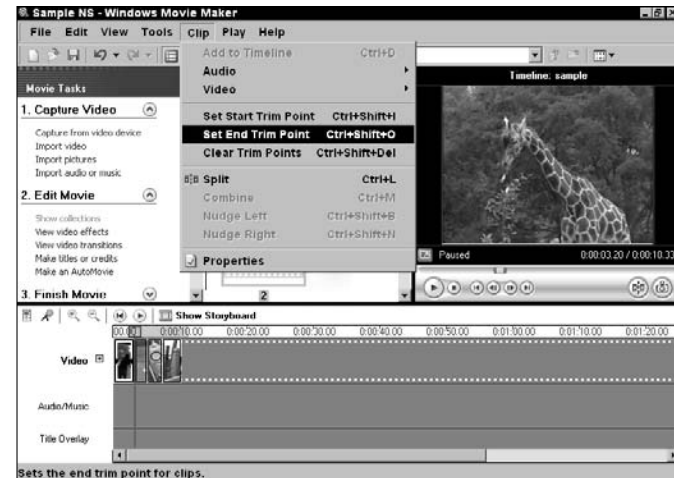 Sample NS - Windows Movie Maker
File Edit View Tools Clip Play Help
Add to Timeline Ctrl+D
Audio
Video
Set Start Trim Point Ctrl+Shift+I
Set End Trim Point Ctrl+Shift+O
Clear Trim Points Ctrl+Shift+Del
Split Ctrl+L
Combine Ctrl+M
Nudge Left Ctrl+Shift+B
Nudge Right Ctrl+Shift+N
Properties
Movie Tasks
1. Capture Video
Capture from video device
Import video
Import pictures
Import audio or music
2. Edit Movie
Show collections
View video effects
View video transitions
Make titles or credits
Make an AutoMovie
3. Finish Movie
2
Timeline: sample
Paused 0:00:03.20 / 0:00:10.33
Show Storyboard
0:00:10.00 0:00:20.00 0:00:30.00 0:00:40.00 0:00:50.00 0:01:00.00 0:01:10.00 0:01:20.00
Video
Audio/Music
Title Overlay
Sets the end trim point for clips.